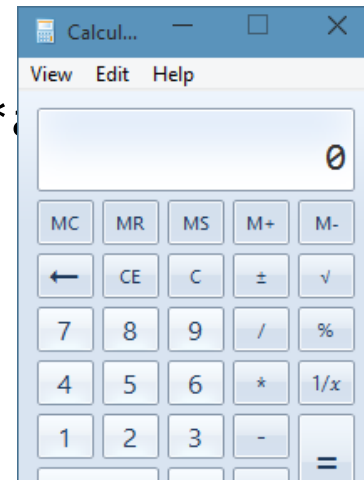 Calcul...
View Edit Help
0
MC MR MS M+ M-
← CE C ± √
7 8 9 / %
4 5 6 * 1/x
1 2 3 - =